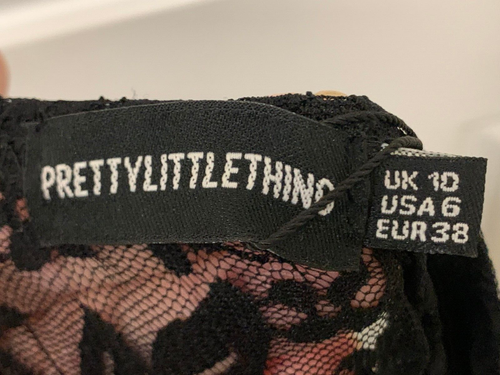 PRETTYLITTLETHING
UK 10
USA 6
EUR 38